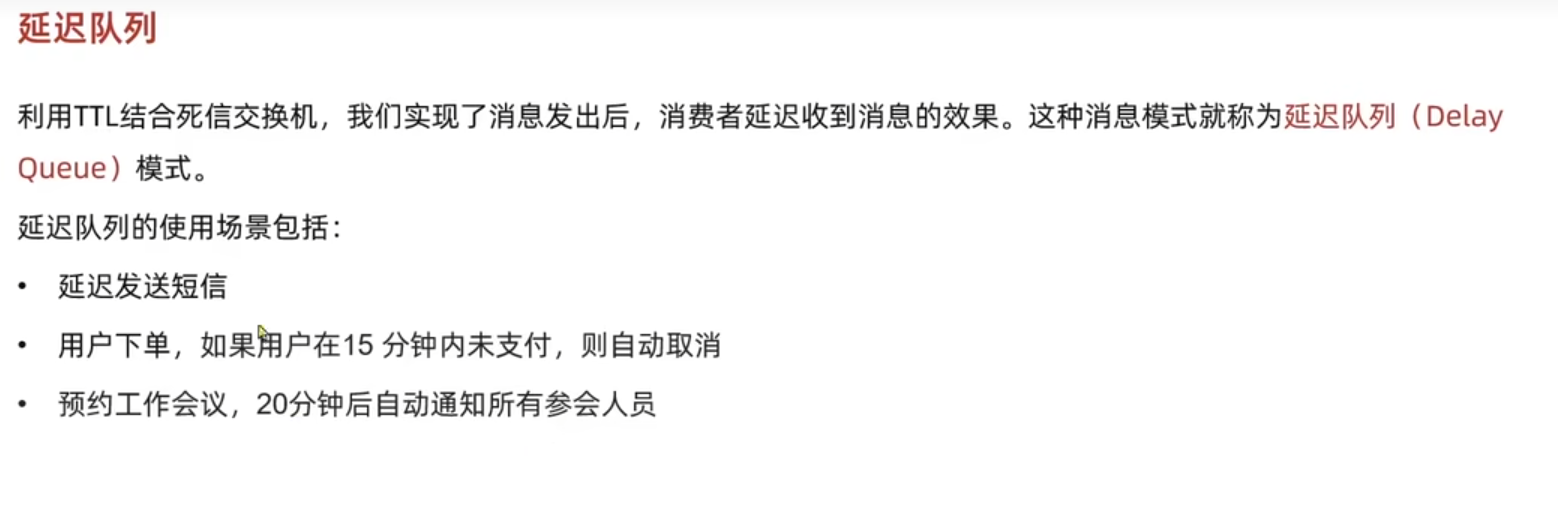 延迟队列
利用TTL结合死信交换机，我们实现了消息发出后，消费者延迟收到消息的效果。这种消息模式就称为延迟队列（Delay
Queue）模式。
延迟队列的使用场景包括：
• 延迟发送短信
• 用户下单，如果用户在15 分钟内未支付，则自动取消
• 预约工作会议，20分钟后自动通知所有参会人员